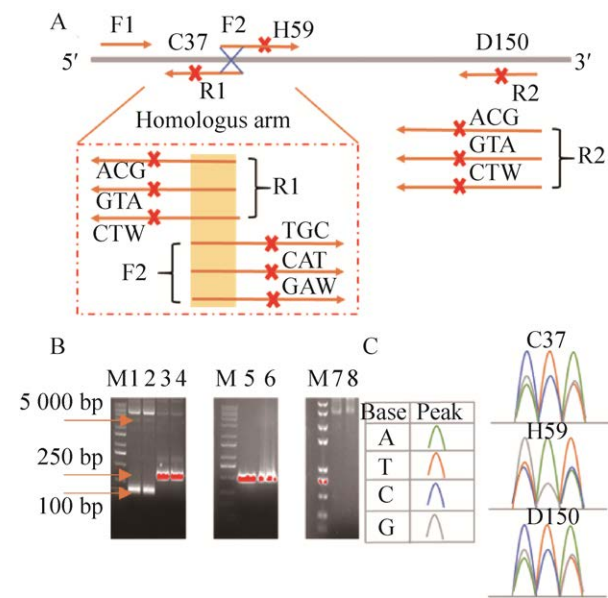 A
F1
F2
H59
C37
D150
5′
3′
R1
R2
Homologus arm
ACG
GTA
CTW
R1
F2
TGC
CAT
GAW
ACG
GTA
CTW
R2
B
M 1 2 3 4
M 5 6
M 7 8
5 000 bp
250 bp
100 bp
C
Base Peak
A
T
C
G
C37
H59
D150